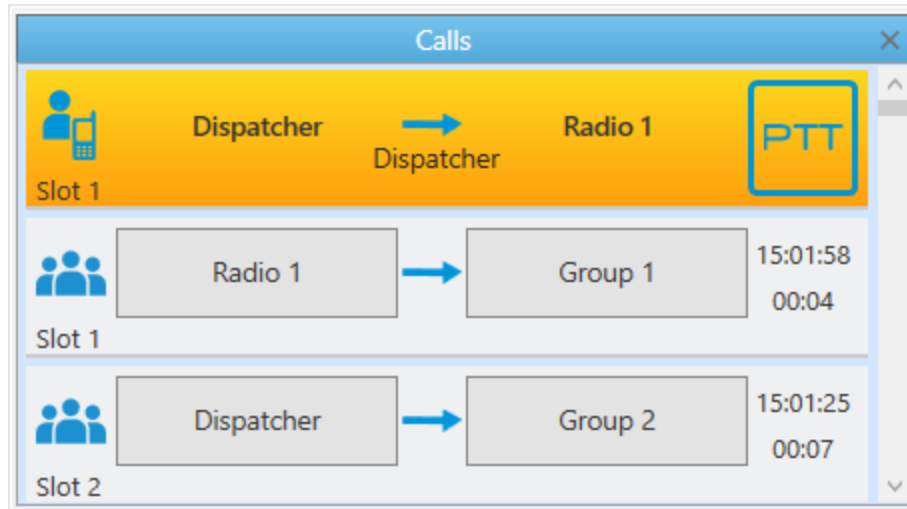 Calls
Dispatcher Radio 1 PTT
Dispatcher
Slot 1
Radio 1 Group 1 15:01:58
00:04
Slot 1
Dispatcher Group 2 15:01:25
00:07
Slot 2